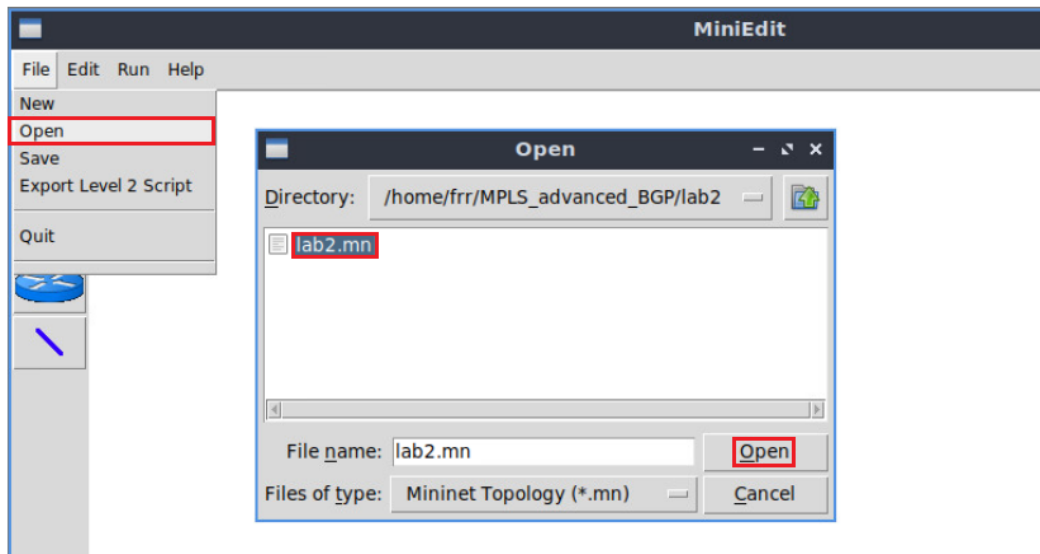 MiniEdit
File Edit Run Help
New
Open
Save
Export Level 2 Script
Quit
Open
Directory: /home/frr/MPLS_advanced_BGP/lab2
lab2.mn
File name: lab2.mn Open
Files of type: Mininet Topology (*.mn) Cancel